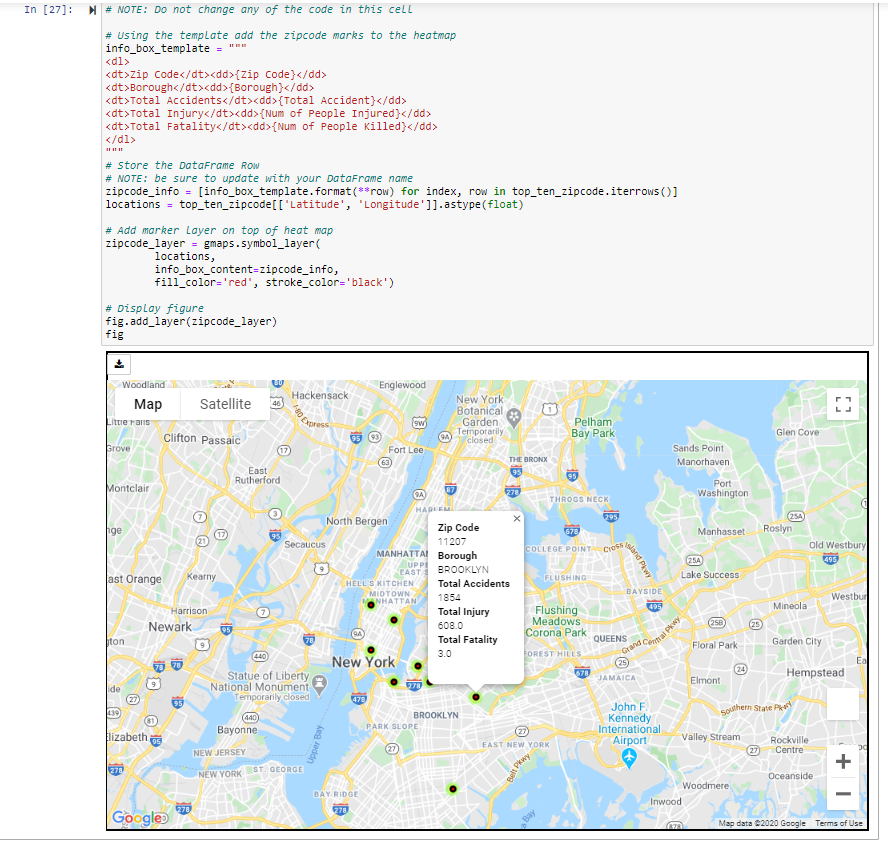 In [27]:
# NOTE: Do not change any of the code in this cell
# Using the template add the zipcode marks to the heatmap
info_box_template = """
<dl>
<dt>Zip Code</dt><dd>{Zip Code}</dd>
<dt>Borough</dt><dd>{Borough}</dd>
<dt>Total Accidents</dt><dd>{Total Accident}</dd>
<dt>Total Injury</dt><dd>{Num of People Injured}</dd>
<dt>Total Fatality</dt><dd>{Num of People Killed}</dd>
</dl>
"""
# Store the DataFrame Row
# NOTE: be sure to update with your DataFrame name
zipcode_info = [info_box_template.format(**row) for index, row in top_ten_zipcode.iterrows()]
locations = top_ten_zipcode[['Latitude', 'Longitude']].astype(float)
# Add marker layer on top of heat map
zipcode_layer = gmaps.symbol_layer(
locations,
info_box_content=zipcode_info,
fill_color='red', stroke_color='black')
# Display figure
fig.add_layer(zipcode_layer)
fig
Woodland
Englewood
Hackensack
Map
Satellite
New York
Botanical
Garden
Temporarily
closed
Little Falls
Pelham
Bay Park
Glen Cove
Clifton
Passaic
Fort Lee
I-80 Express
Sands Point
Manorhaven
THE BRONX
East
Rutherford
Port
Washington
Montclair
THROGS NECK
HARLEM
North Bergen
Secaucus
Manhasset
Roslyn
Old Westbury
COLLEGE POINT
Cross Island Pkwy
MANHATTAN
UPPE
EAST S
East Orange
Kearny
HELL'S KITCHEN
MIDTOWN
MANHATTAN
Zip Code
11207
Borough
BROOKLYN
Total Accidents
1854
Total Injury
608.0
Total Fatality
3.0
FLUSHING
Lake Success
BAYSIDE
Westbur
Mineola
Harrison
Newark
Flushing
Meadows
Corona Park
QUEENS
Grand Central Pkwy
Floral Park
Garden City
New York
FOREST HILLS
Hempstead
JAMAICA
Elmont
Statue of Liberty
National Monument
Temporarily closed
Southern State Pkwy
John F.
Kennedy
International
Airport
BROOKLYN
PARK SLOPE
Bayonne
Upper Bay
Elizabeth
EAST NEW YORK
Valley Stream
Rockville
Centre
NEW JERSEY
NEW YORK
ST. GEORGE
Belt Pkwy
Oceanside
Woodmere
BAY RIDGE
Inwood
Google
Map data ©2020 Google
Terms of Use